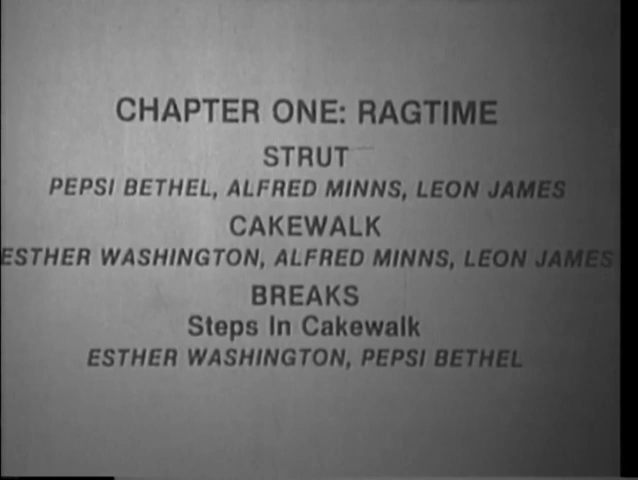 CHAPTER ONE: RAGTIME
STRUT
PEPSI BETHEL, ALFRED MINNS, LEON JAMES
CAKEWALK
ESTHER WASHINGTON, ALFRED MINNS, LEON JAMES
BREAKS
Steps In Cakewalk
ESTHER WASHINGTON, PEPSI BETHEL